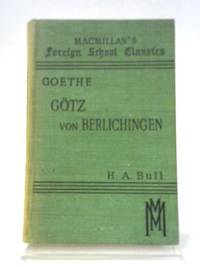 MACMILLAN'S
Foreign School Classics
GOETHE
GÖTZ
VON BERLICHINGEN
H. A. Bull
MM